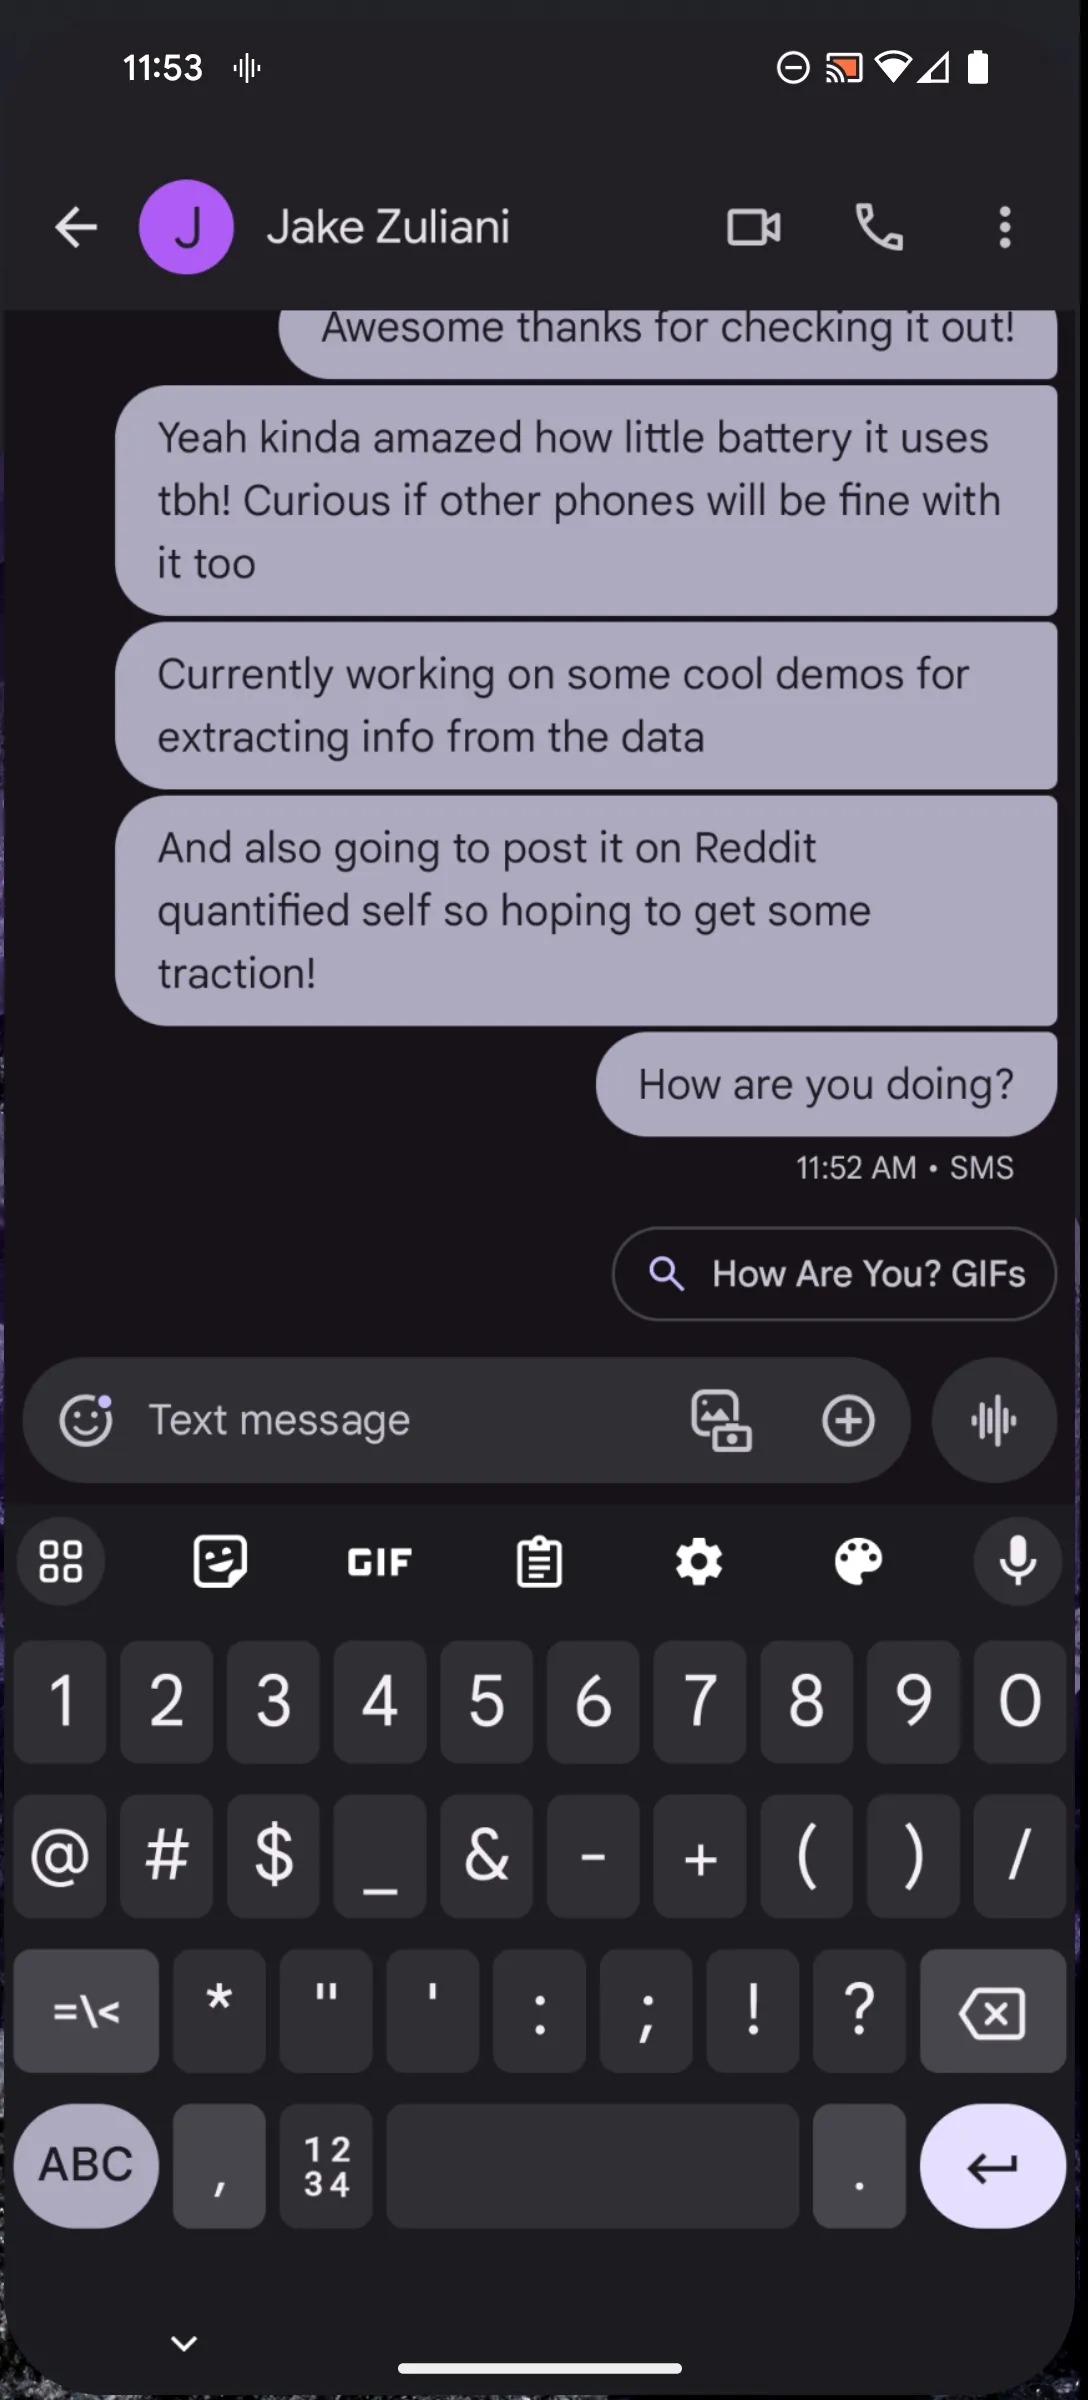 11:53
J Jake Zuliani
Awesome thanks for checking it out!
Yeah kinda amazed how little battery it uses
tbh! Curious if other phones will be fine with
it too
Currently working on some cool demos for
extracting info from the data
And also going to post it on Reddit
quantified self so hoping to get some
traction!
How are you doing?
11:52 AM • SMS
How Are You? GIFs
Text message
GIF
1 2 3 4 5 6 7 8 9 0
@ # $ _ & - + ( ) /
=\< * " ' : ; ! ?
ABC , 1 2 .
3 4